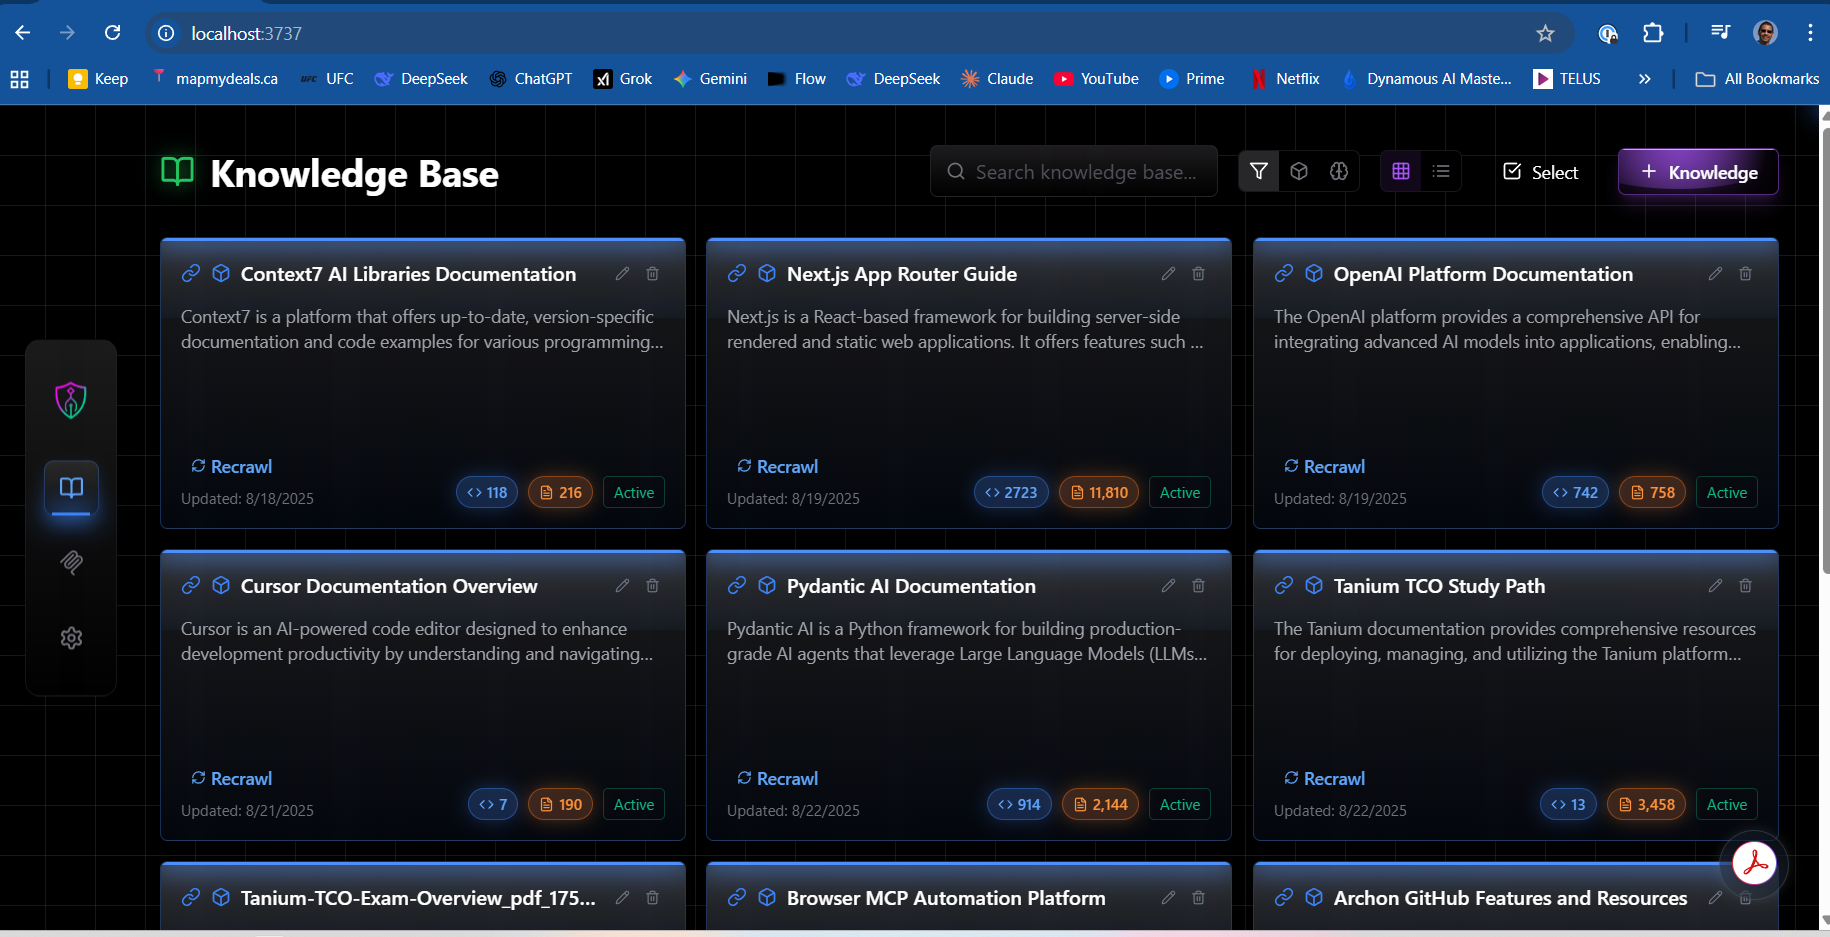 localhost:3737
Keep
mapmydeals.ca
UFC
UFC
DeepSeek
ChatGPT
xI
Grok
Gemini
Flow
DeepSeek
Claude
YouTube
Prime
N
Netflix
Dynamous AI Maste...
TELUS
All Bookmarks
Knowledge Base
Search knowledge base...
Select
+ Knowledge
Context7 AI Libraries Documentation
Context7 is a platform that offers up-to-date, version-specific
documentation and code examples for various programming...
Recrawl
Updated: 8/18/2025
<> 118
216
Active
Next.js App Router Guide
Next.js is a React-based framework for building server-side
rendered and static web applications. It offers features such ...
Recrawl
Updated: 8/19/2025
<> 2723
11,810
Active
OpenAI Platform Documentation
The OpenAI platform provides a comprehensive API for
integrating advanced AI models into applications, enabling...
Recrawl
Updated: 8/19/2025
<> 742
758
Active
Cursor Documentation Overview
Cursor is an AI-powered code editor designed to enhance
development productivity by understanding and navigating...
Recrawl
Updated: 8/21/2025
<> 7
190
Active
Pydantic AI Documentation
Pydantic AI is a Python framework for building production-
grade AI agents that leverage Large Language Models (LLMs...
Recrawl
Updated: 8/22/2025
<> 914
2,144
Active
Tanium TCO Study Path
The Tanium documentation provides comprehensive resources
for deploying, managing, and utilizing the Tanium platform...
Recrawl
Updated: 8/22/2025
<> 13
3,458
Active
Tanium-TCO-Exam-Overview_pdf_175...
Browser MCP Automation Platform
Archon GitHub Features and Resources